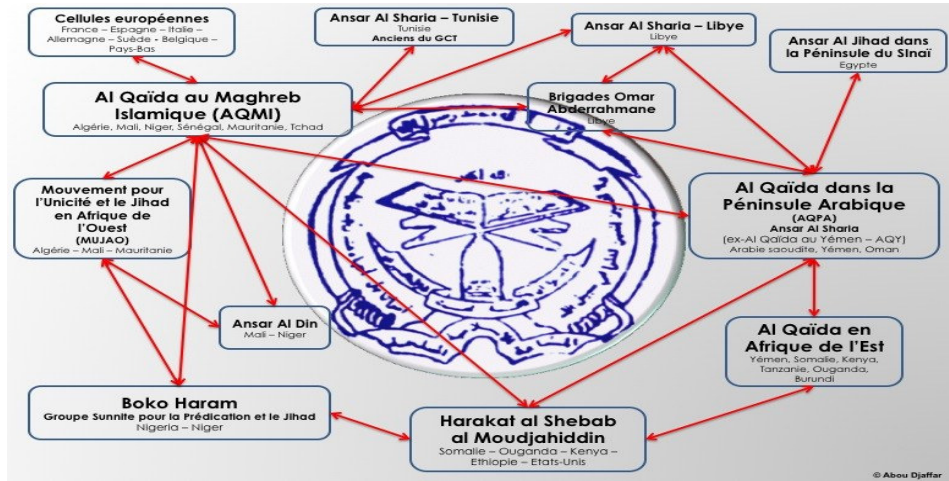 Cellules européennes
France – Espagne – Italie –
Allemagne – Suède - Belgique –
Pays-Bas
Ansar Al Sharia – Tunisie
Tunisie
Anciens du GCT
Ansar Al Sharia – Libye
Libye
Ansar Al Jihad dans
la Péninsule du SInaï
Egypte
Al Qaïda au Maghreb
Islamique (AQMI)
Algérie, Mali, Niger, Sénégal, Mauritanie, Tchad
Brigades Omar
Abderrahmane
Libye
Mouvement pour
l'Unicité et le Jihad
en Afrique de
l'Ouest
(MUJAO)
Algérie – Mali – Mauritanie
Al Qaïda dans la
Péninsule Arabique
(AQPA)
Ansar Al Sharia
(ex-Al Qaïda au Yémen – AQY)
Arabie saoudite, Yémen, Oman
Ansar Al Din
Mali – Niger
Al Qaïda en
Afrique de l'Est
Yémen, Somalie, Kenya,
Tanzanie, Ouganda,
Burundi
Boko Haram
Groupe Sunnite pour la Prédication et le Jihad
Nigeria – Niger
Harakat al Shebab
al Moudjahiddin
Somalie – Ouganda – Kenya –
Ethiopie – Etats-Unis
© Abou Djaffar